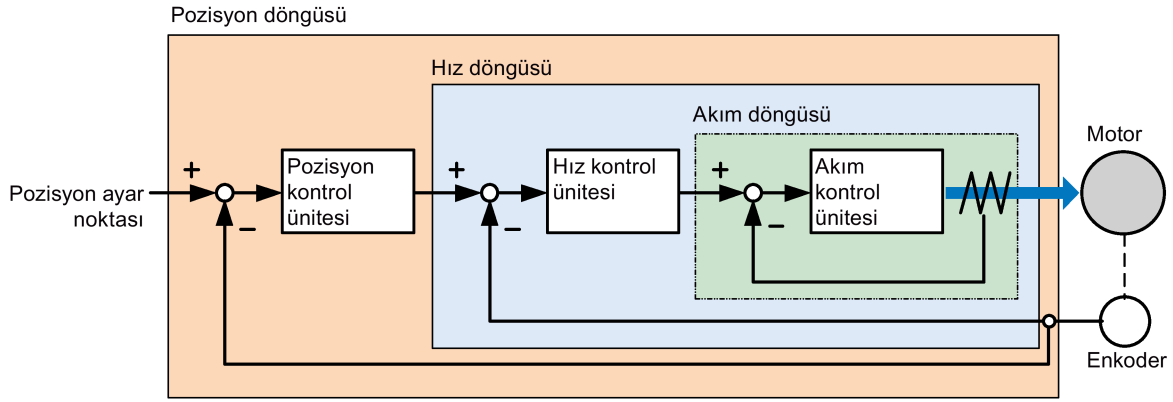 Pozisyon döngüsü
Hız döngüsü
Akım döngüsü
Motor
Pozisyon ayar
noktası
+
−
Pozisyon
kontrol
ünitesi
+
−
Hız kontrol
ünitesi
+
−
Akım
kontrol
ünitesi
Enkoder